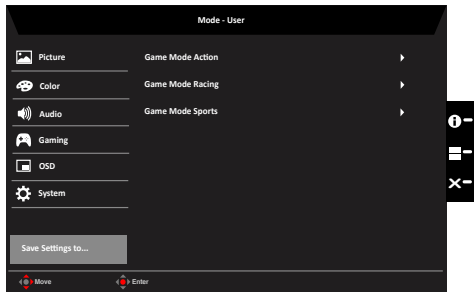 Mode - User
Picture
Game Mode Action
Color
Game Mode Racing
Audio
Game Mode Sports
Gaming
OSD
System
Save Settings to...
Move
Enter